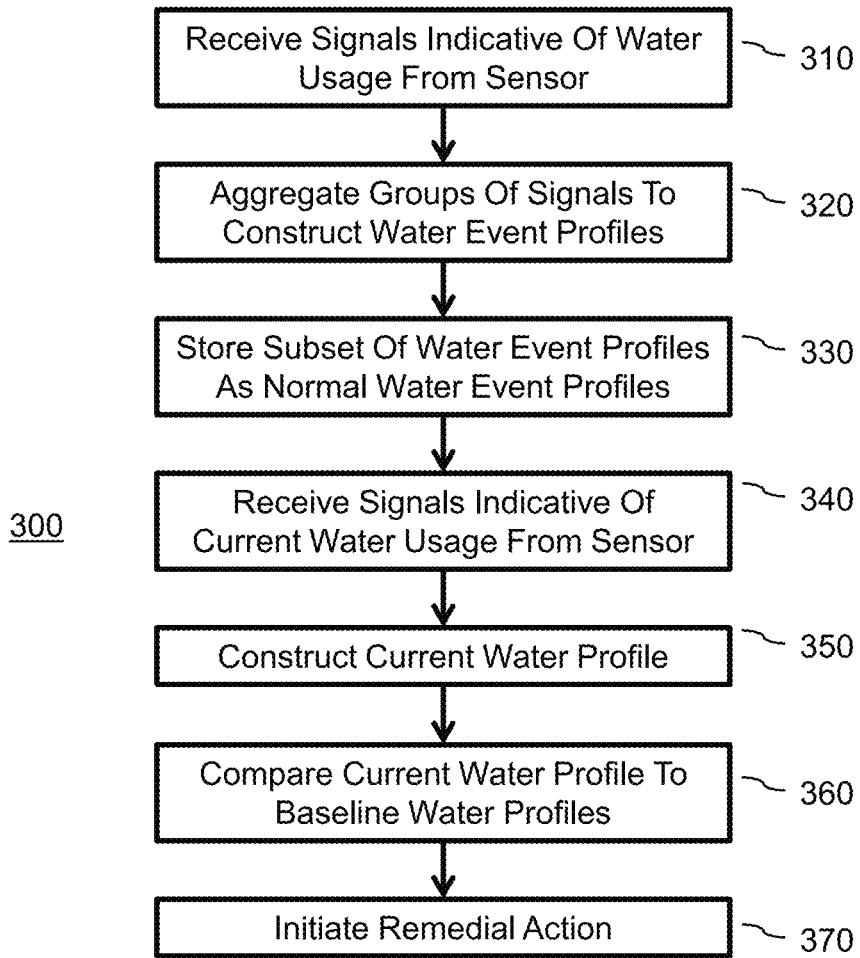 Receive Signals Indicative Of Water
Usage From Sensor
310
Aggregate Groups Of Signals To
Construct Water Event Profiles
320
Store Subset Of Water Event Profiles
As Normal Water Event Profiles
330
Receive Signals Indicative Of
Current Water Usage From Sensor
340
300
Construct Current Water Profile
350
Compare Current Water Profile To
Baseline Water Profiles
360
Initiate Remedial Action
370